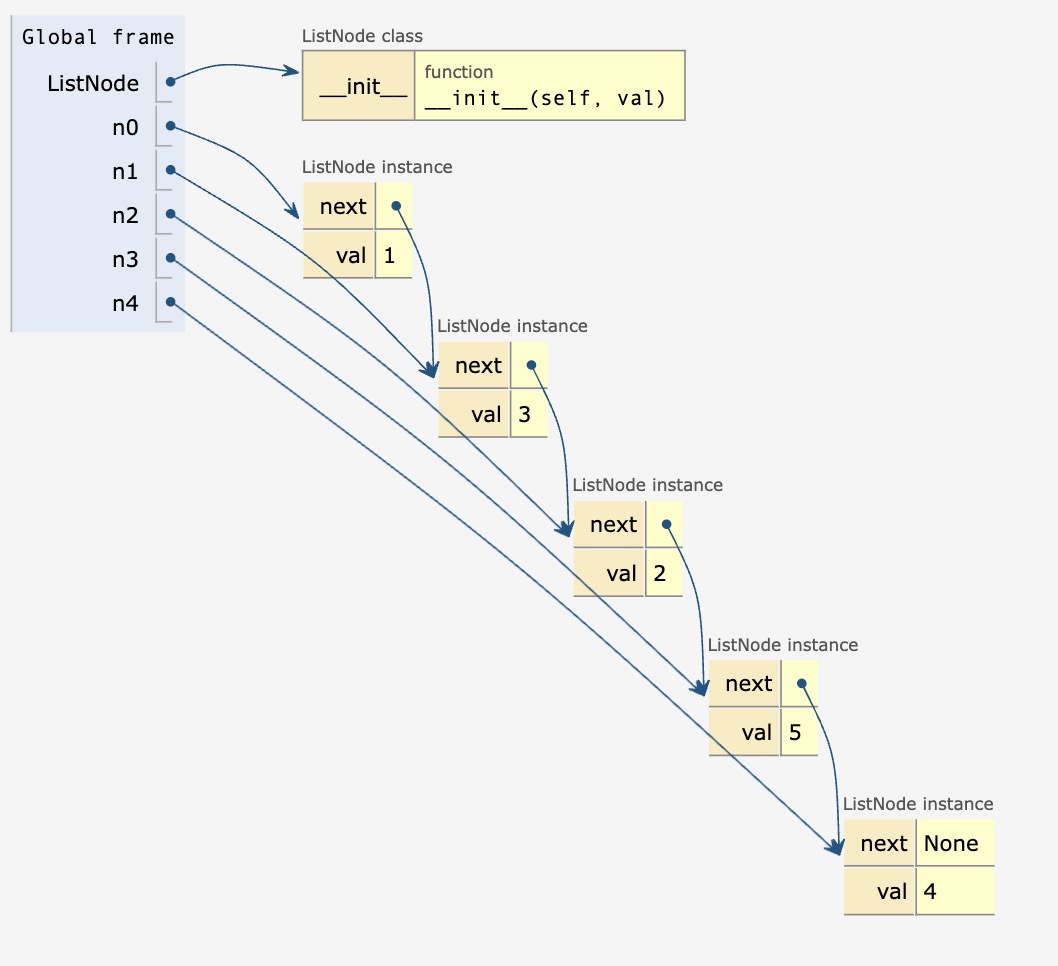 Global frame
ListNode
n0
n1
n2
n3
n4
ListNode class
__init__
function
__init__(self, val)
ListNode instance
next
val 1
ListNode instance
next
val 3
ListNode instance
next
val 2
ListNode instance
next
val 5
ListNode instance
next None
val 4